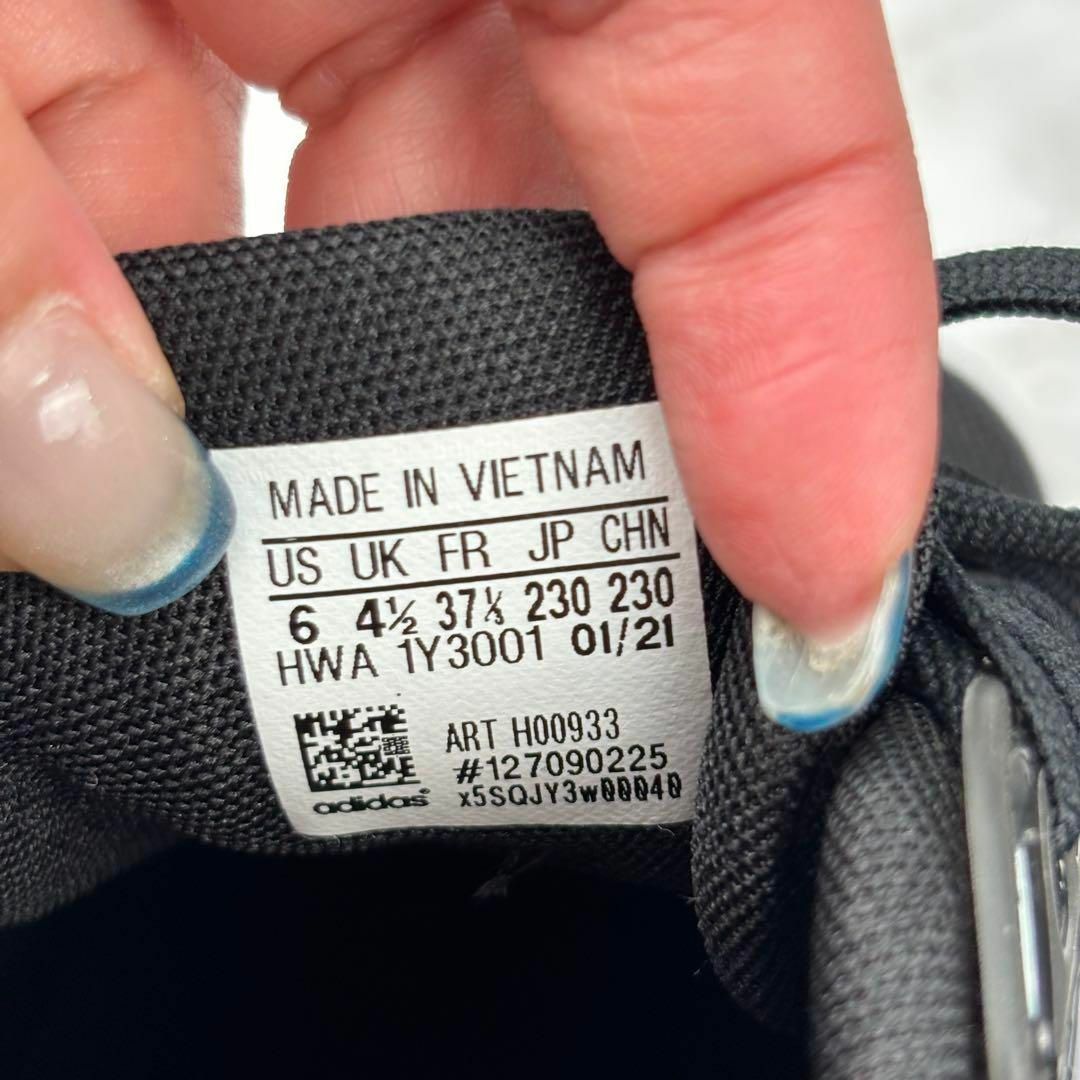 MADE IN VIETNAM
US UK FR JP CHN
6 4½ 37⅓ 230 230
HWA 1Y3001 01/21
ART H00933
#127090225
adidas x5SQJY3w00040